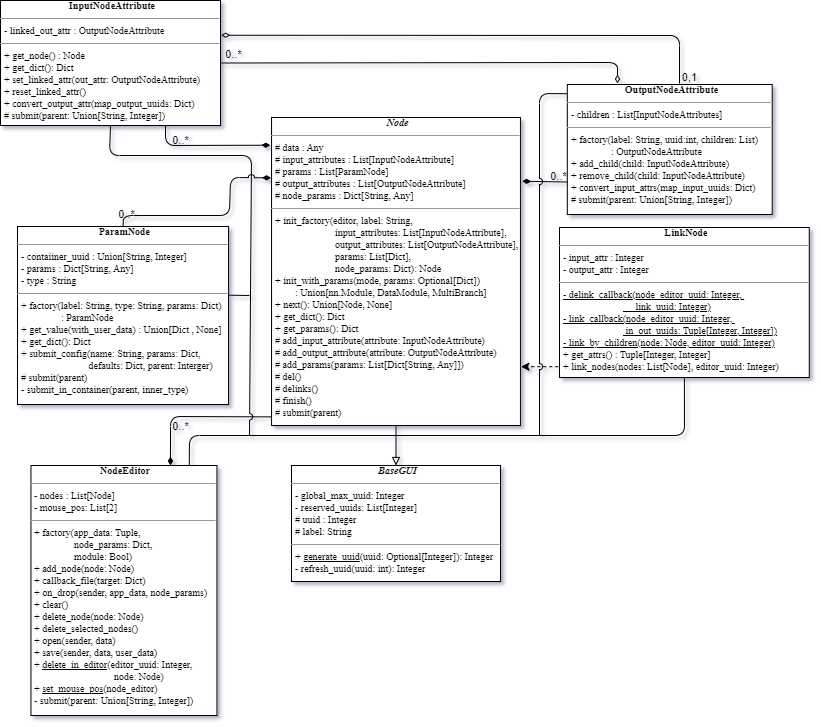 InputNodeAttribute
- linked_out_attr : OutputNodeAttribute
+ get_node() : Node
+ get_dict(): Dict
+ set_linked_attr(out_attr: OutputNodeAttribute)
+ reset_linked_attr()
+ convert_output_attr(map_output_uuids: Dict)
# submit(parent: Union[String, Integer])
0..*
0,1
OutputNodeAttribute
- children : List[InputNodeAttributes]
+ factory(label: String, uuid:int, children: List)
: OutputNodeAttribute
+ add_child(child: InputNodeAttribute)
+ remove_child(child: InputNodeAttribute)
+ convert_input_attrs(map_input_uuids: Dict)
# submit(parent: Union[String, Integer])
0..*
0..*
Node
# data : Any
# input_attributes : List[InputNodeAttribute]
# params : List[ParamNode]
# output_attributes : List[OutputNodeAttribute]
# node_params : Dict[String, Any]
+ init_factory(editor, label: String,
input_attributes: List[InputNodeAttribute],
output_attributes: List[OutputNodeAttribute],
params: List[Dict],
node_params: Dict): Node
+ init_with_params(mode, params: Optional[Dict])
: Union[nn.Module, DataModule, MultiBranch]
+ next(): Union[Node, None]
+ get_dict(): Dict
+ get_params(): Dict
# add_input_attribute(attribute: InputNodeAttribute)
# add_output_attribute(attribute: OutputNodeAttribute)
# add_params(params: List[Dict[String, Any]])
# del()
# delinks()
# finish()
# submit(parent)
0..*
ParamNode
- container_uuid : Union[String, Integer]
- params : Dict[String, Any]
- type : String
+ factory(label: String, type: String, params: Dict)
: ParamNode
+ get_value(with_user_data) : Union[Dict , None]
+ get_dict(): Dict
+ submit_config(name: String, params: Dict,
defaults: Dict, parent: Interger)
# submit(parent)
- submit_in_container(parent, inner_type)
LinkNode
- input_attr : Integer
- output_attr : Integer
- delink_callback(node_editor_uuid: Integer,
link_uuid: Integer)
- link_callback(node_editor_uuid: Integer,
in_out_uuids: Tuple[Integer, Integer])
- link_by_children(node: Node, editor_uuid: Integer)
+ get_attrs() : Tuple[Integer, Integer]
+ link_nodes(nodes: List[Node], editor_uuid: Integer)
0..*
NodeEditor
- nodes : List[Node]
- mouse_pos: List[2]
+ factory(app_data: Tuple,
node_params: Dict,
module: Bool)
+ add_node(node: Node)
+ callback_file(target: Dict)
+ on_drop(sender, app_data, node_params)
+ clear()
+ delete_node(node: Node)
+ delete_selected_nodes()
+ open(sender, data)
+ save(sender, data, user_data)
+ delete_in_editor(editor_uuid: Integer,
node: Node)
+ set_mouse_pos(node_editor)
- submit(parent: Union[String, Integer])
BaseGUI
- global_max_uuid: Integer
- reserved_uuids: List[Integer]
# uuid : Integer
# label: String
+ generate_uuid(uuid: Optional[Integer]): Integer
- refresh_uuid(uuid: int): Integer